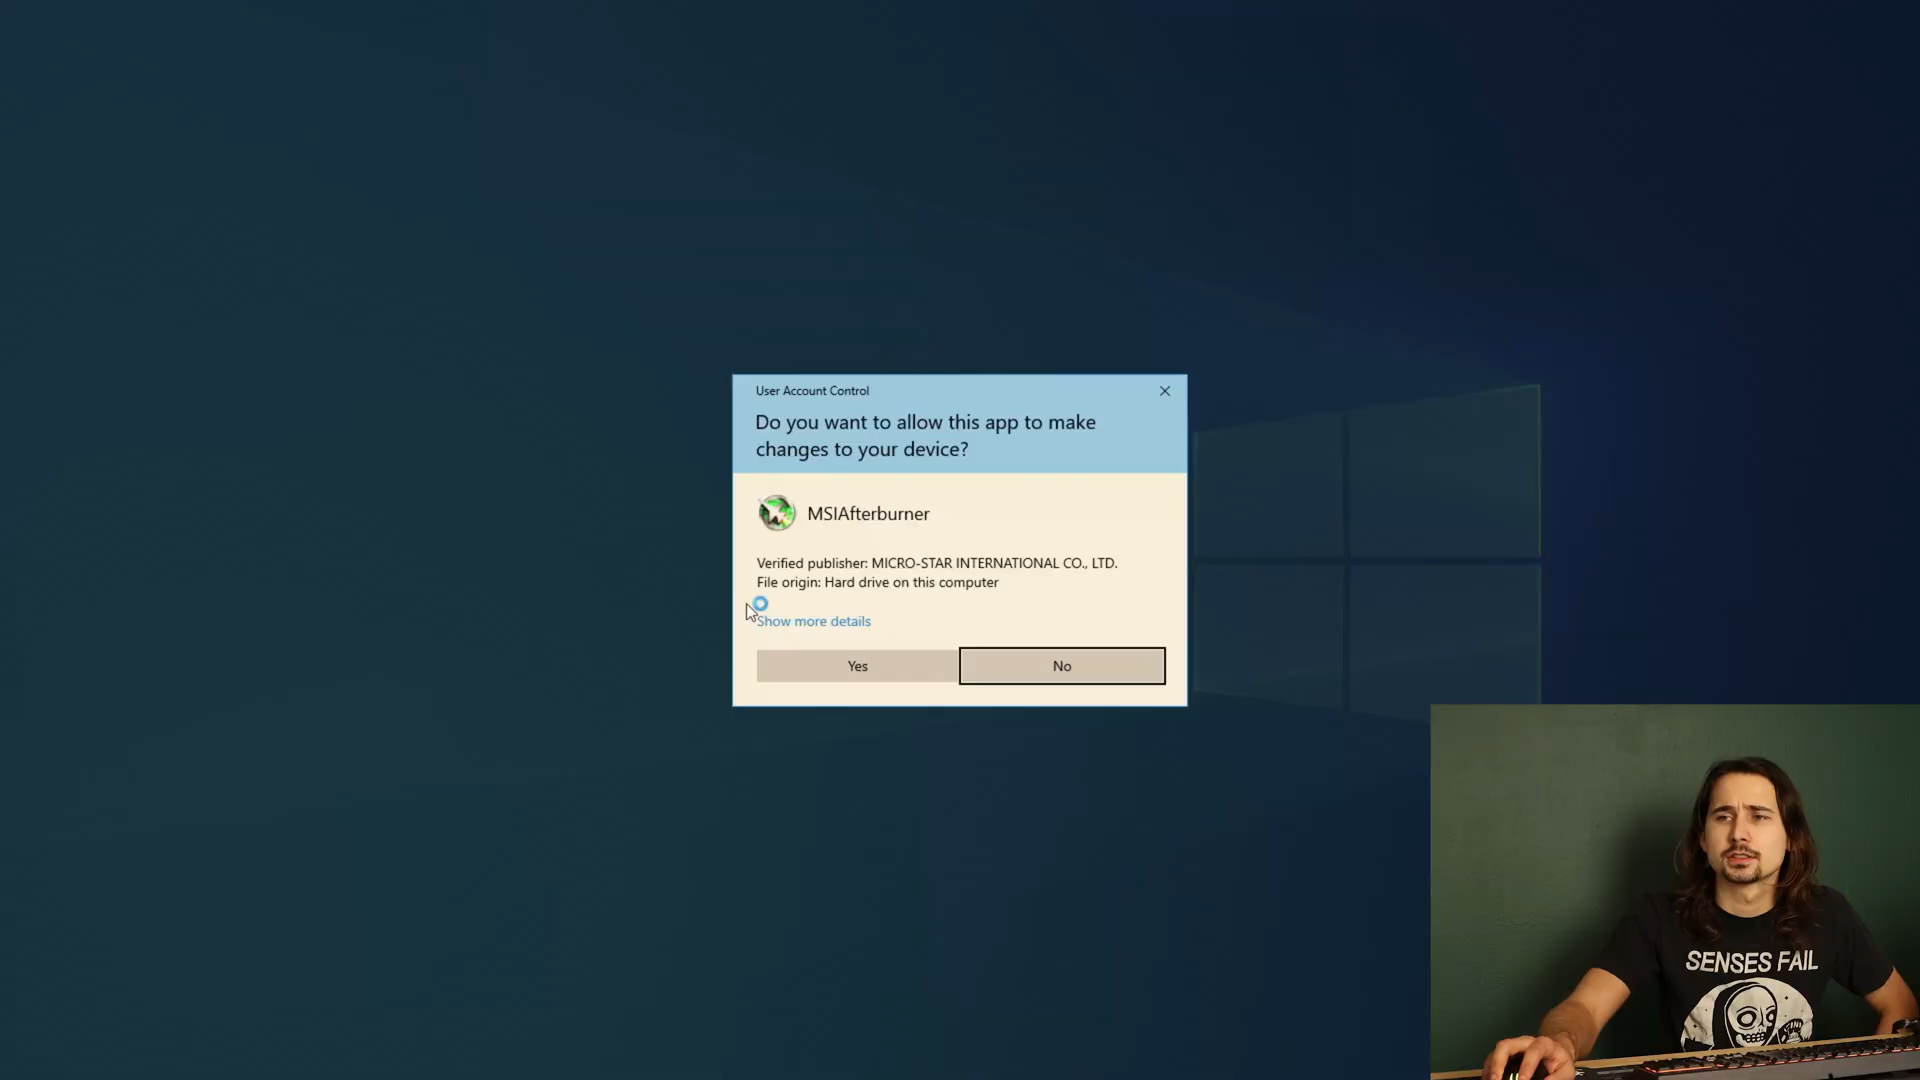 User Account Control
Do you want to allow this app to make
changes to your device?
MSIAfterburner
Verified publisher: MICRO-STAR INTERNATIONAL CO., LTD.
File origin: Hard drive on this computer
Show more details
Yes
No
SENSES FAIL